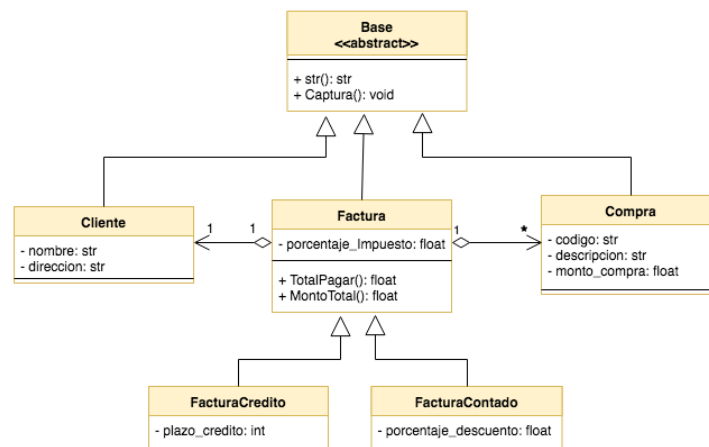 Base
<<abstract>>
+ str(): str
+ Captura(): void
Cliente
- nombre: str
- direccion: str
1
1
Factura
- porcentaje_Impuesto: float
+ TotalPagar(): float
+ MontoTotal(): float
1
*
Compra
- codigo: str
- descripcion: str
- monto_compra: float
FacturaCredito
- plazo_credito: int
FacturaContado
- porcentaje_descuento: float